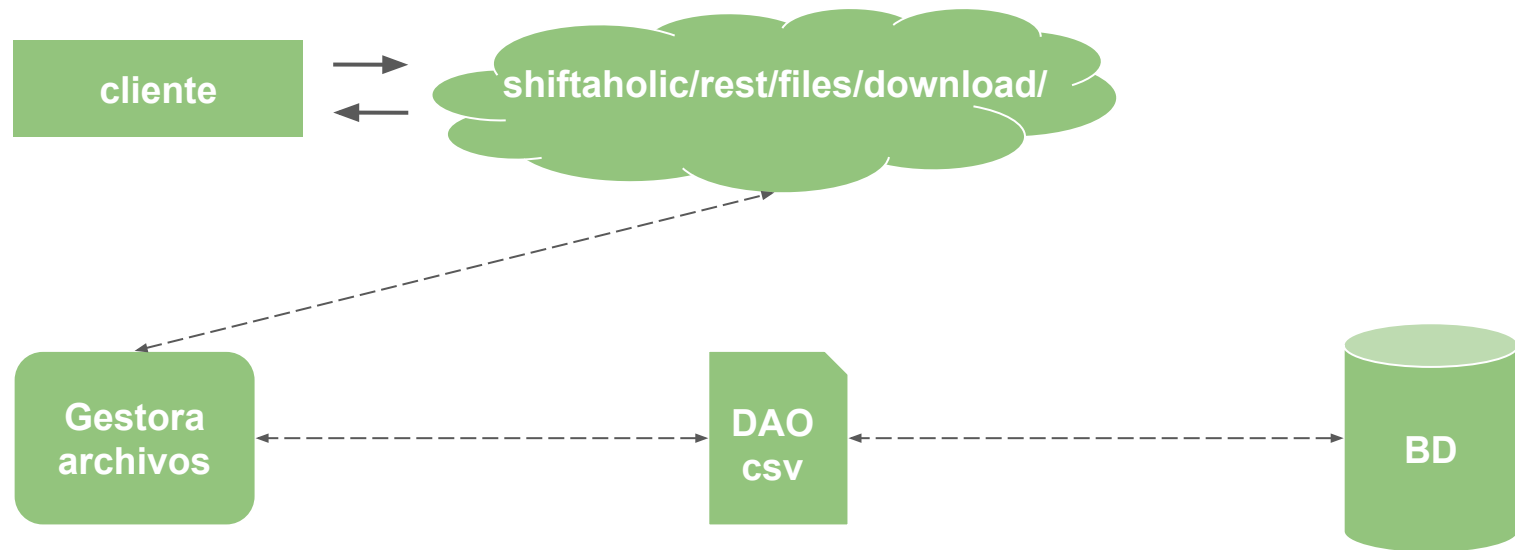 cliente
shiftaholic/rest/files/download/
Gestora
archivos
DAO
csv
BD